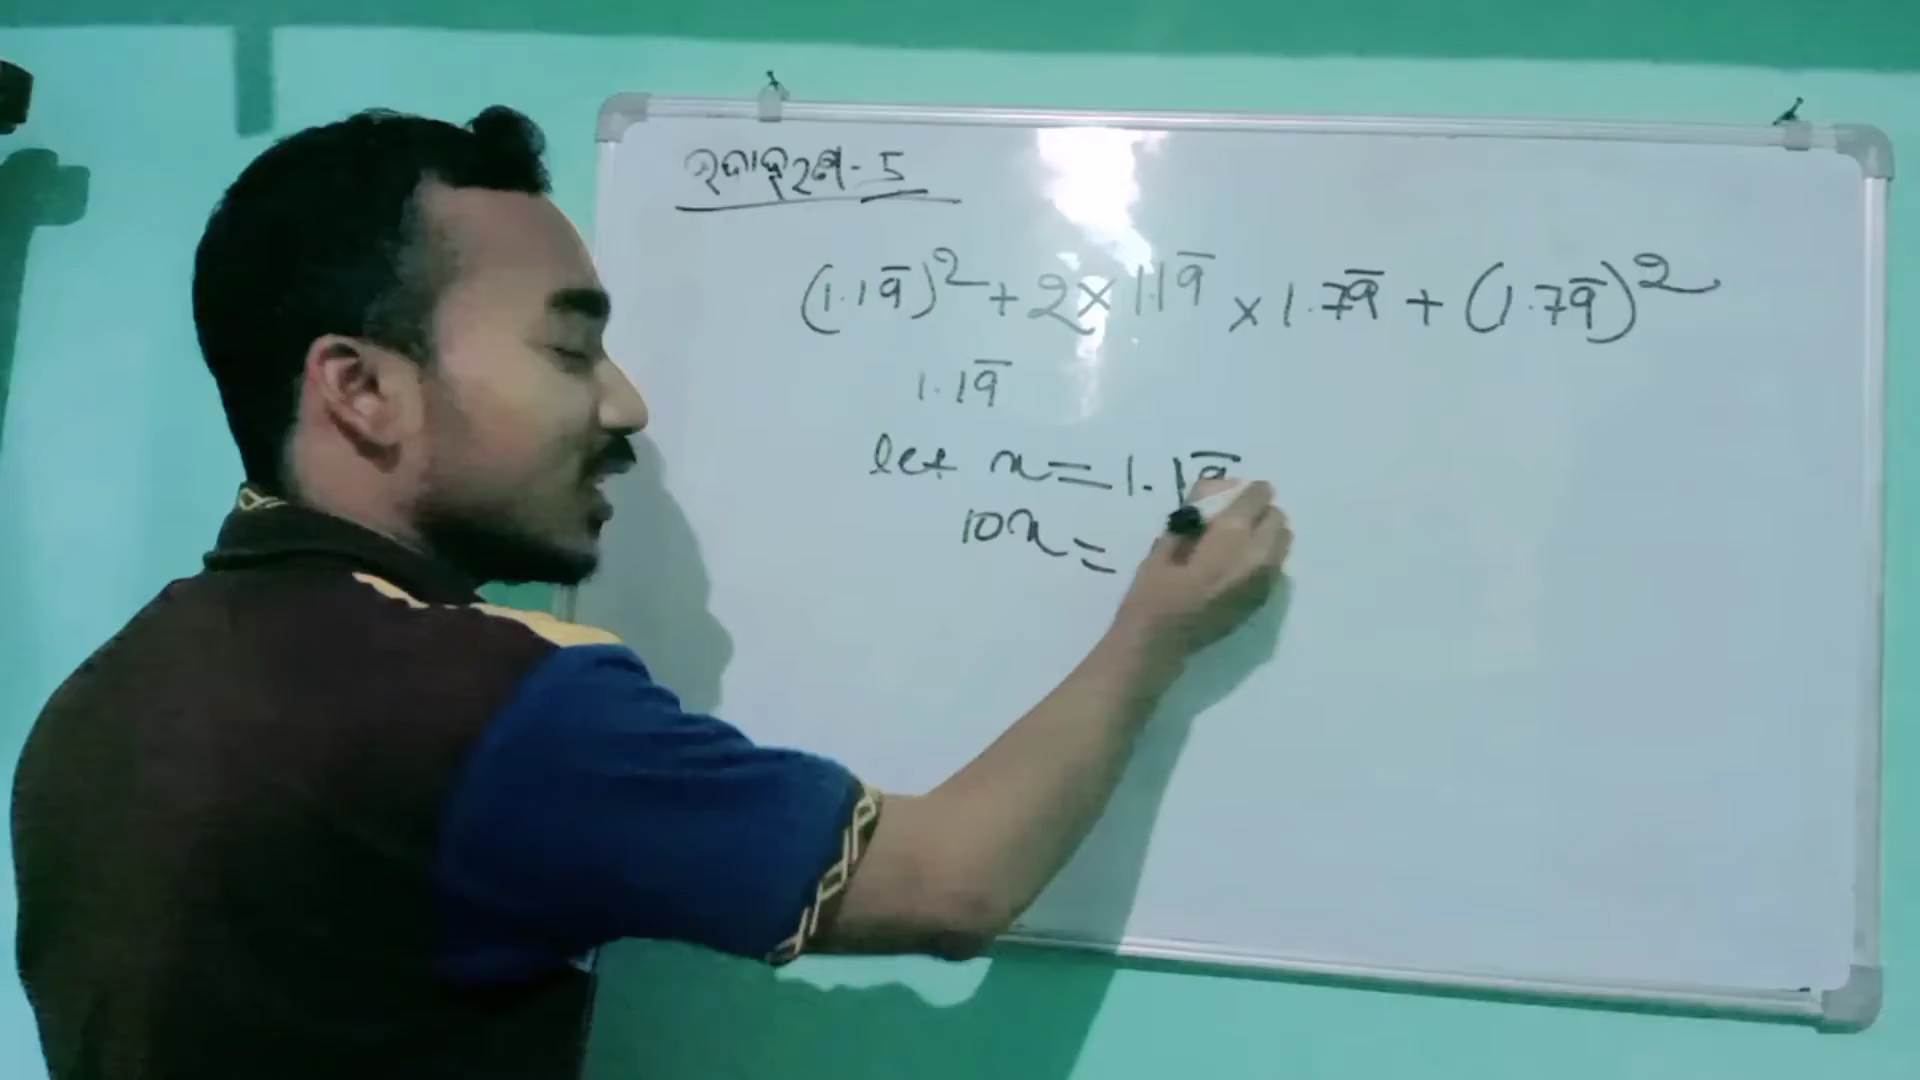 ଉଦାହରଣ-5
(1.19̅)² + 2 × 1.19̅ × 1.79̅ + (1.79̅)²
1.19̅
let x = 1.19̅
10x =